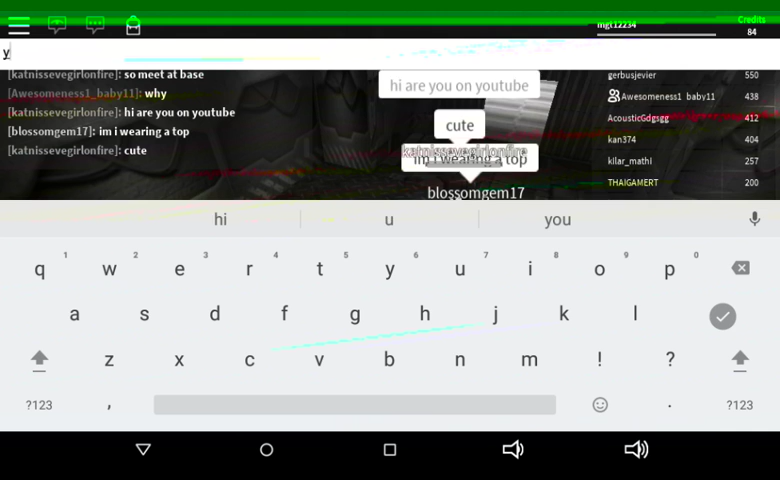 mgt12234
Credits
84
y
[katnissevegirlonfire]: so meet at base
[Awesomeness1_baby11]: why
[katnissevegirlonfire]: hi are you on youtube
[blossomgem17]: im i wearing a top
[katnissevegirlonfire]: cute
hi are you on youtube
cute
katnissevegirlonfire
im i wearing a top
blossomgem17
gerbusjevier 550
Awesomeness1_baby11 438
AcousticGdgsgg 412
kan374 404
kilar_mathi 257
THAIGAMERT 200
hi u you
1 2 3 4 5 6 7 8 9 0
q w e r t y u i o p
a s d f g h j k l
z x c v b n m ! ?
?123 , . ?123